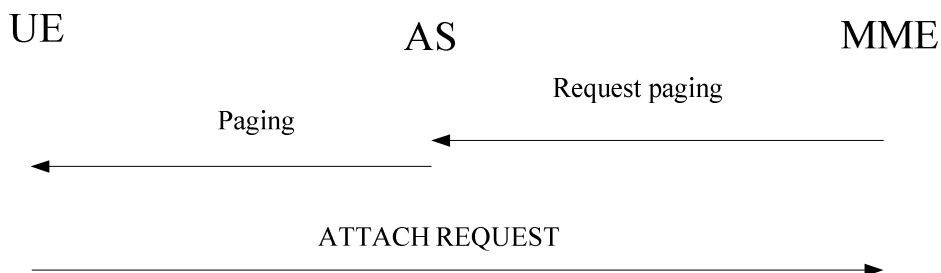 UE AS MME
Request paging
Paging
ATTACH REQUEST